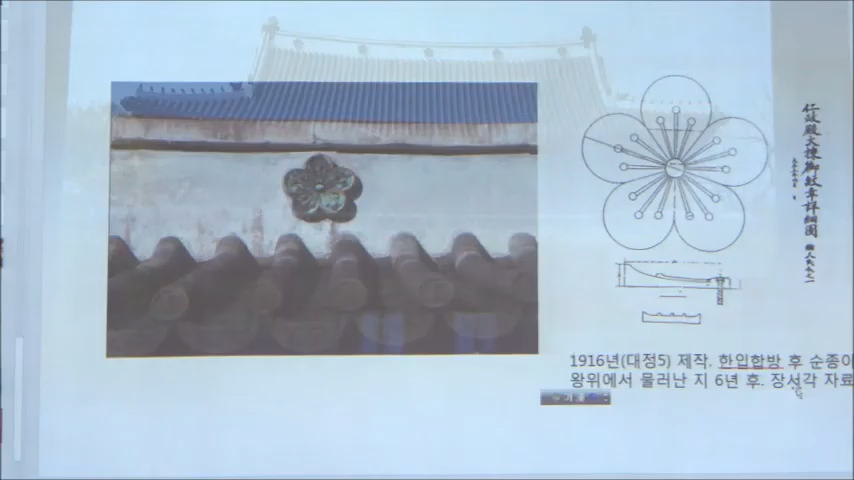 仁政殿大棟御紋章詳細圖
1916년(대정5) 제작. 한입합방 후 순종이
왕위에서 물러난 지 6년 후. 장서각 자료